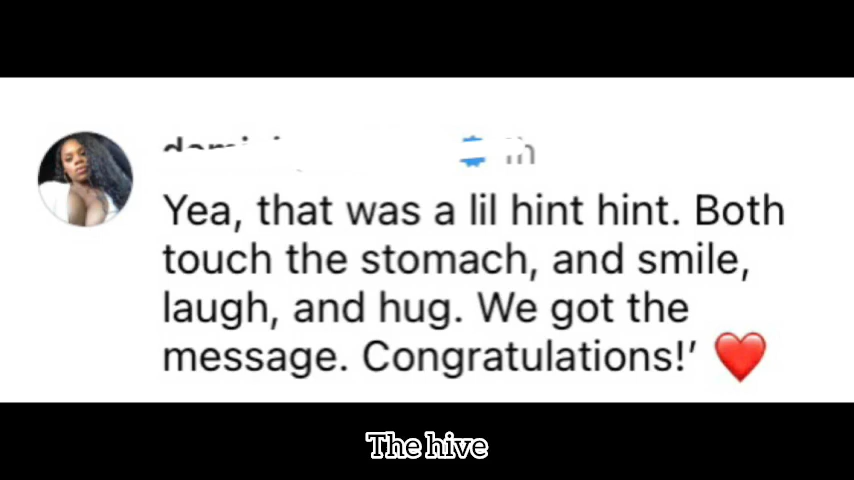 Yea, that was a lil hint hint. Both
touch the stomach, and smile,
laugh, and hug. We got the
message. Congratulations!’ ❤️
The hive